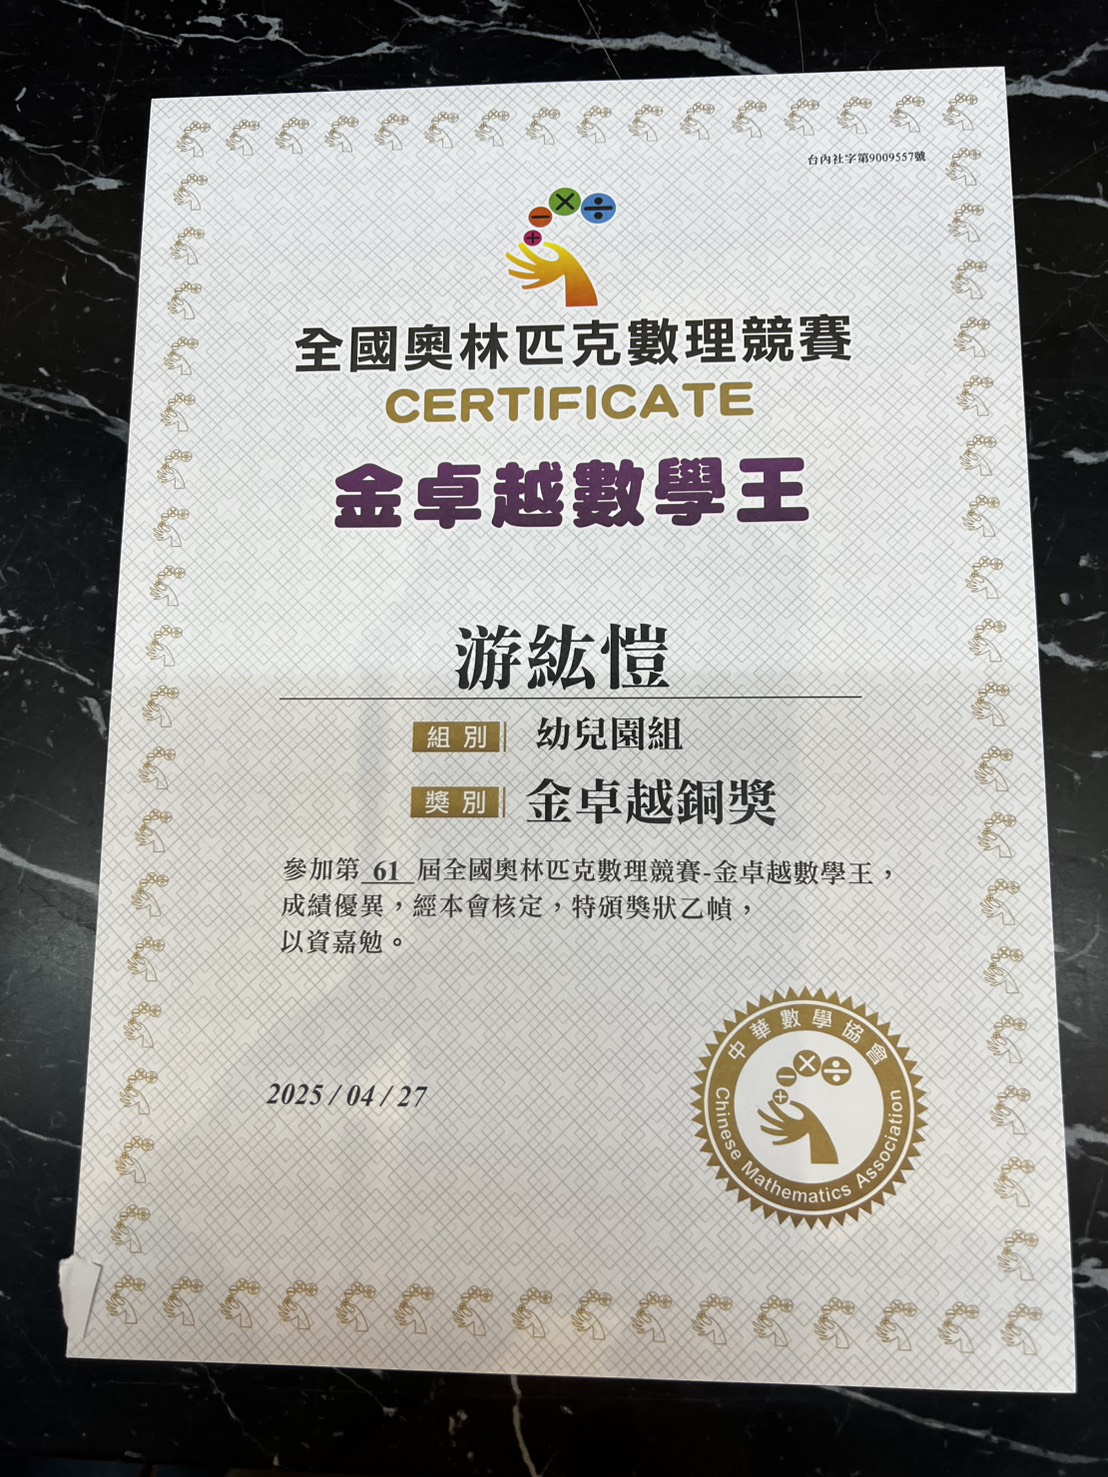 台內社字第9009557號
全國奧林匹克數理競賽
CERTIFICATE
金卓越數學王
游紘愷
組別 幼兒園組
獎別 金卓越銅獎
參加第 61 屆全國奧林匹克數理競賽-金卓越數學王，
成績優異，經本會核定，特頒獎狀乙幀，
以資嘉勉。
2025 / 04 / 27
中華數學協會
Chinese Mathematics Association